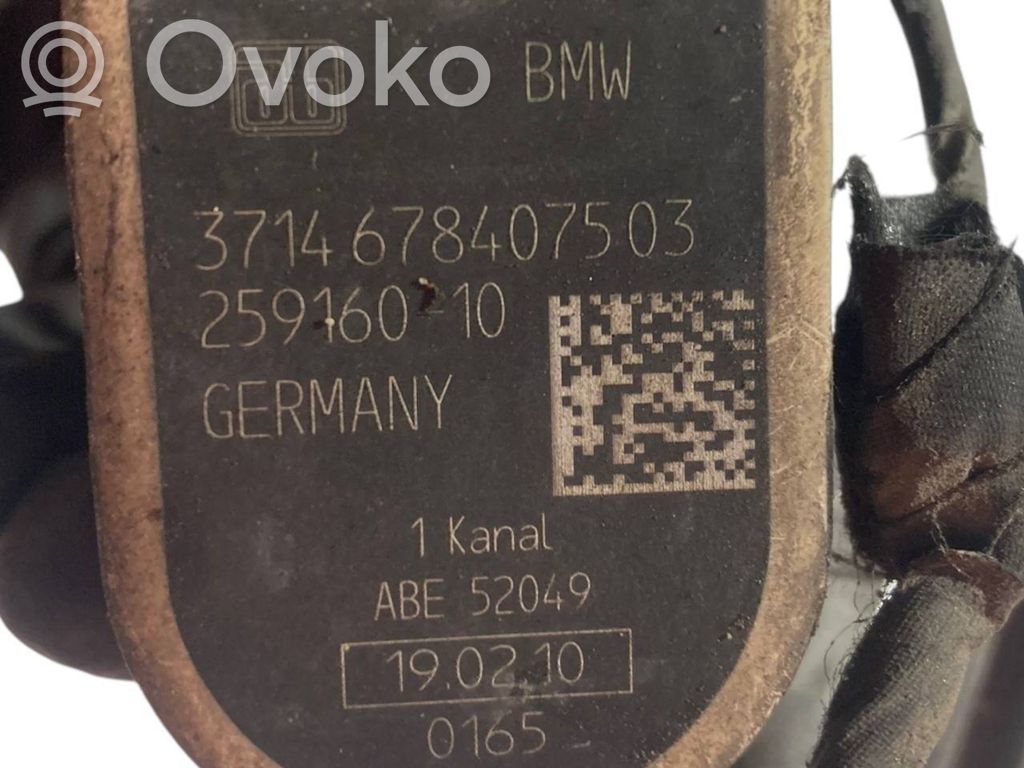 Ovoko
BMW
3714 6784075 03
259160-10
GERMANY
1 Kanal
ABE 52049
19.02.10
0165